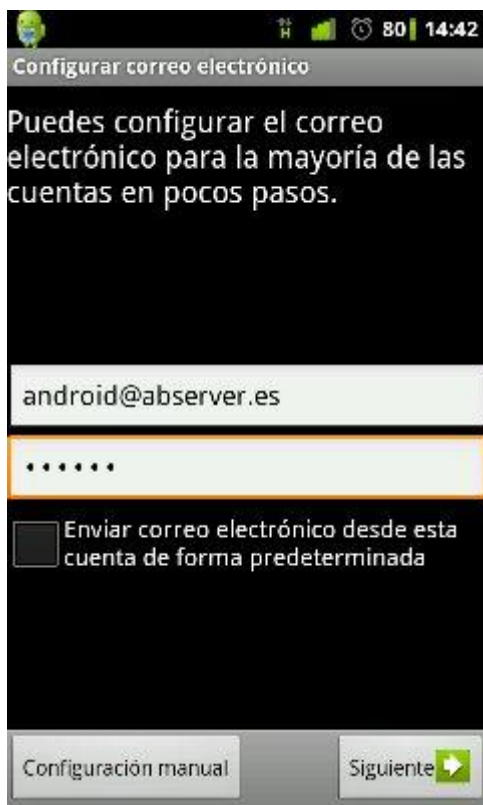 H 80 14:42
Configurar correo electrónico
Puedes configurar el correo
electrónico para la mayoría de las
cuentas en pocos pasos.
android@abserver.es
••••••
Enviar correo electrónico desde esta
cuenta de forma predeterminada
Configuración manual Siguiente